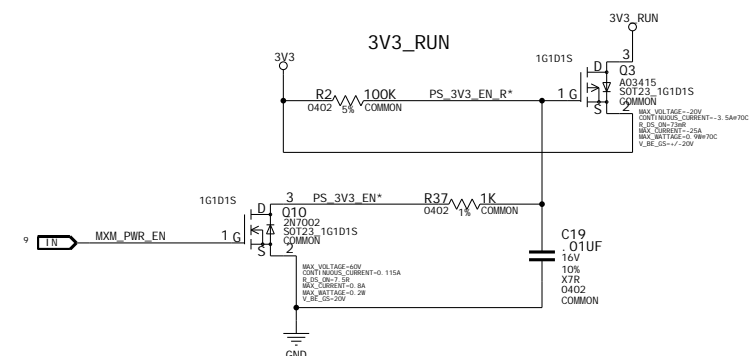 3V3_RUN
3V3_RUN
3V3
1G1D1S
3
D
Q3
AO3415
SOT23_1G1D1S
COMMON
1 G
S
2
R2
100K
PS_3V3_EN_R*
0402
5%
COMMON
MAX_VOLTAGE=-20V
CONTINUOUS_CURRENT=-3.5A@70C
R_DS_ON=73mR
MAX_CURRENT=-25A
MAX_WATTAGE=0.9W@70C
V_BE_GS=+/-20V
1G1D1S
3
PS_3V3_EN*
R37
1K
0402
1%
COMMON
D
Q10
2N7002
SOT23_1G1D1S
COMMON
9
IN
MXM_PWR_EN
1 G
S
2
MAX_VOLTAGE=60V
CONTINUOUS_CURRENT=0.115A
R_DS_ON=7.5R
MAX_CURRENT=0.8A
MAX_WATTAGE=0.2W
V_BE_GS=20V
C19
.01UF
16V
10%
X7R
0402
COMMON
GND